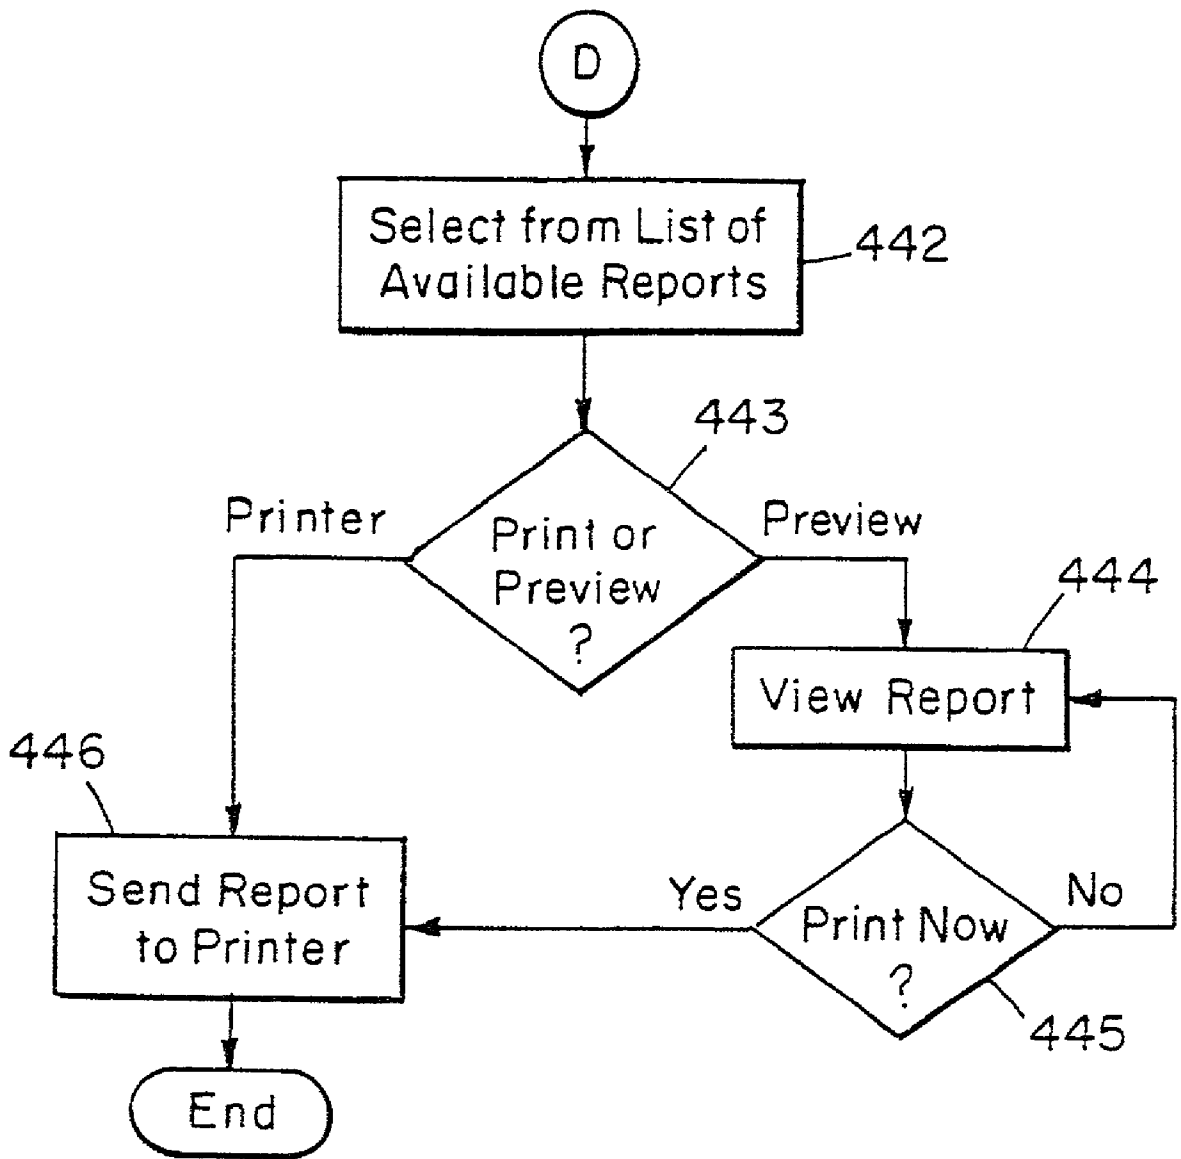 D
Select from List of
Available Reports
442
443
Printer
Print or
Preview
?
Preview
444
View Report
446
Send Report
to Printer
Yes
Print Now
?
No
445
End